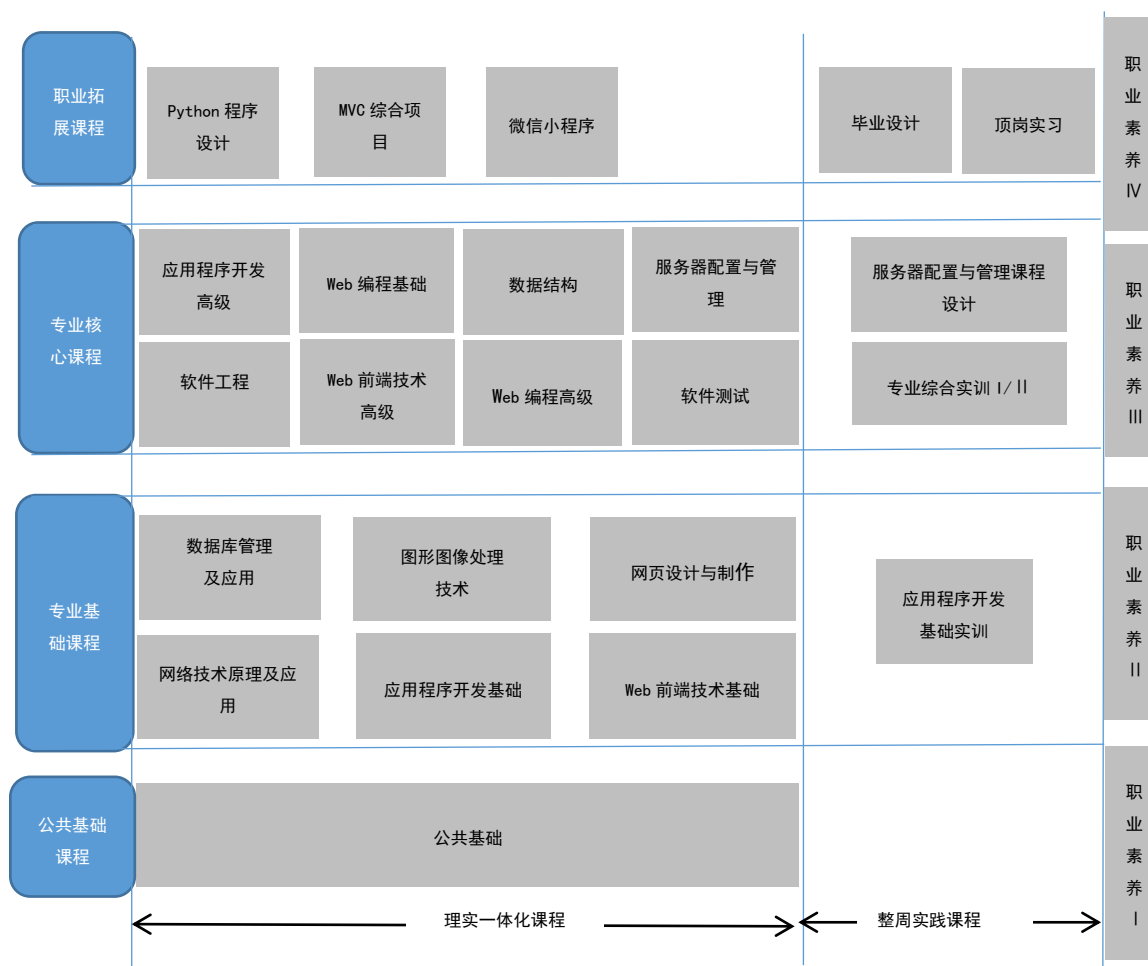 职业拓
展课程
Python 程序
设计
MVC 综合项
目
微信小程序
毕业设计
顶岗实习
职
业
素
养
Ⅳ
专业核
心课程
应用程序开发
高级
Web 编程基础
数据结构
服务器配置与管
理
服务器配置与管理课程
设计
软件工程
Web 前端技术
高级
Web 编程高级
软件测试
专业综合实训 I/Ⅱ
职
业
素
养
Ⅲ
专业基
础课程
数据库管理
及应用
图形图像处理
技术
网页设计与制作
应用程序开发
基础实训
网络技术原理及应
用
应用程序开发基础
Web 前端技术基础
职
业
素
养
Ⅱ
公共基础
课程
公共基础
职
业
素
养
Ⅰ
理实一体化课程
整周实践课程